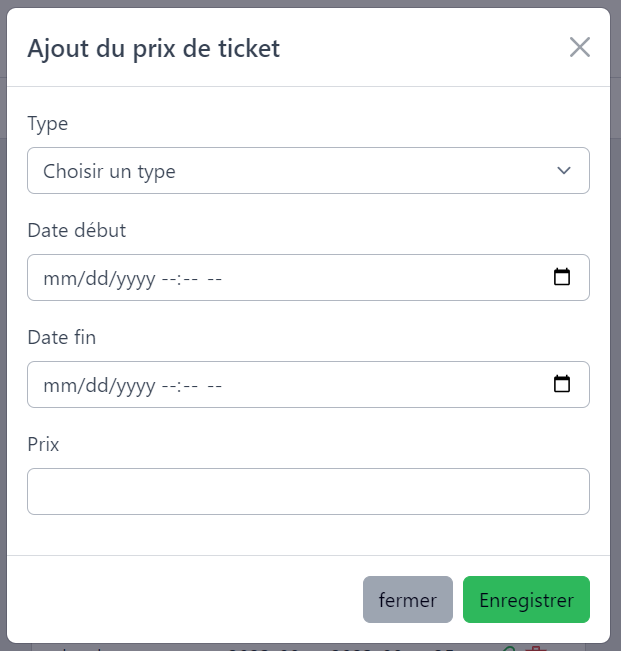 Ajout du prix de ticket
Type
Choisir un type
Date début
mm/dd/yyyy --:-- --
Date fin
mm/dd/yyyy --:-- --
Prix
fermer
Enregistrer